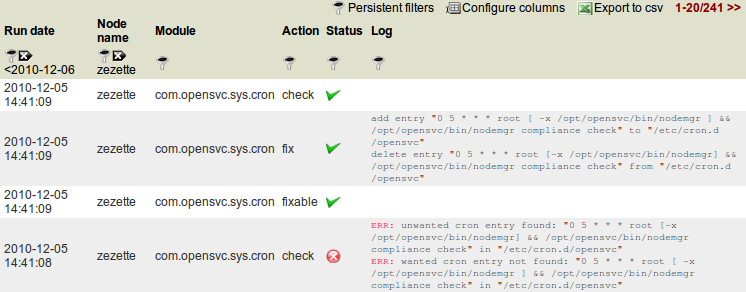 Persistent filters Configure columns Export to csv 1-20/241 >>
Run date Node name Module Action Status Log
<2010-12-06 zezette
2010-12-05 14:41:09 zezette com.opensvc.sys.cron check
2010-12-05 14:41:09 zezette com.opensvc.sys.cron fix
add entry "0 5 * * * root [ -x /opt/opensvc/bin/nodemgr ] &&
/opt/opensvc/bin/nodemgr compliance check" to "/etc/cron.d
/opensvc"
delete entry "0 5 * * * root [-x /opt/opensvc/bin/nodemgr] &&
/opt/opensvc/bin/nodemgr compliance check" from "/etc/cron.d
/opensvc"
2010-12-05 14:41:09 zezette com.opensvc.sys.cron fixable
2010-12-05 14:41:08 zezette com.opensvc.sys.cron check
ERR: unwanted cron entry found: "0 5 * * * root [-x
/opt/opensvc/bin/nodemgr] && /opt/opensvc/bin/nodemgr
compliance check" in "/etc/cron.d/opensvc"
ERR: wanted cron entry not found: "0 5 * * * root [ -x
/opt/opensvc/bin/nodemgr ] && /opt/opensvc/bin/nodemgr
compliance check" in "/etc/cron.d/opensvc"